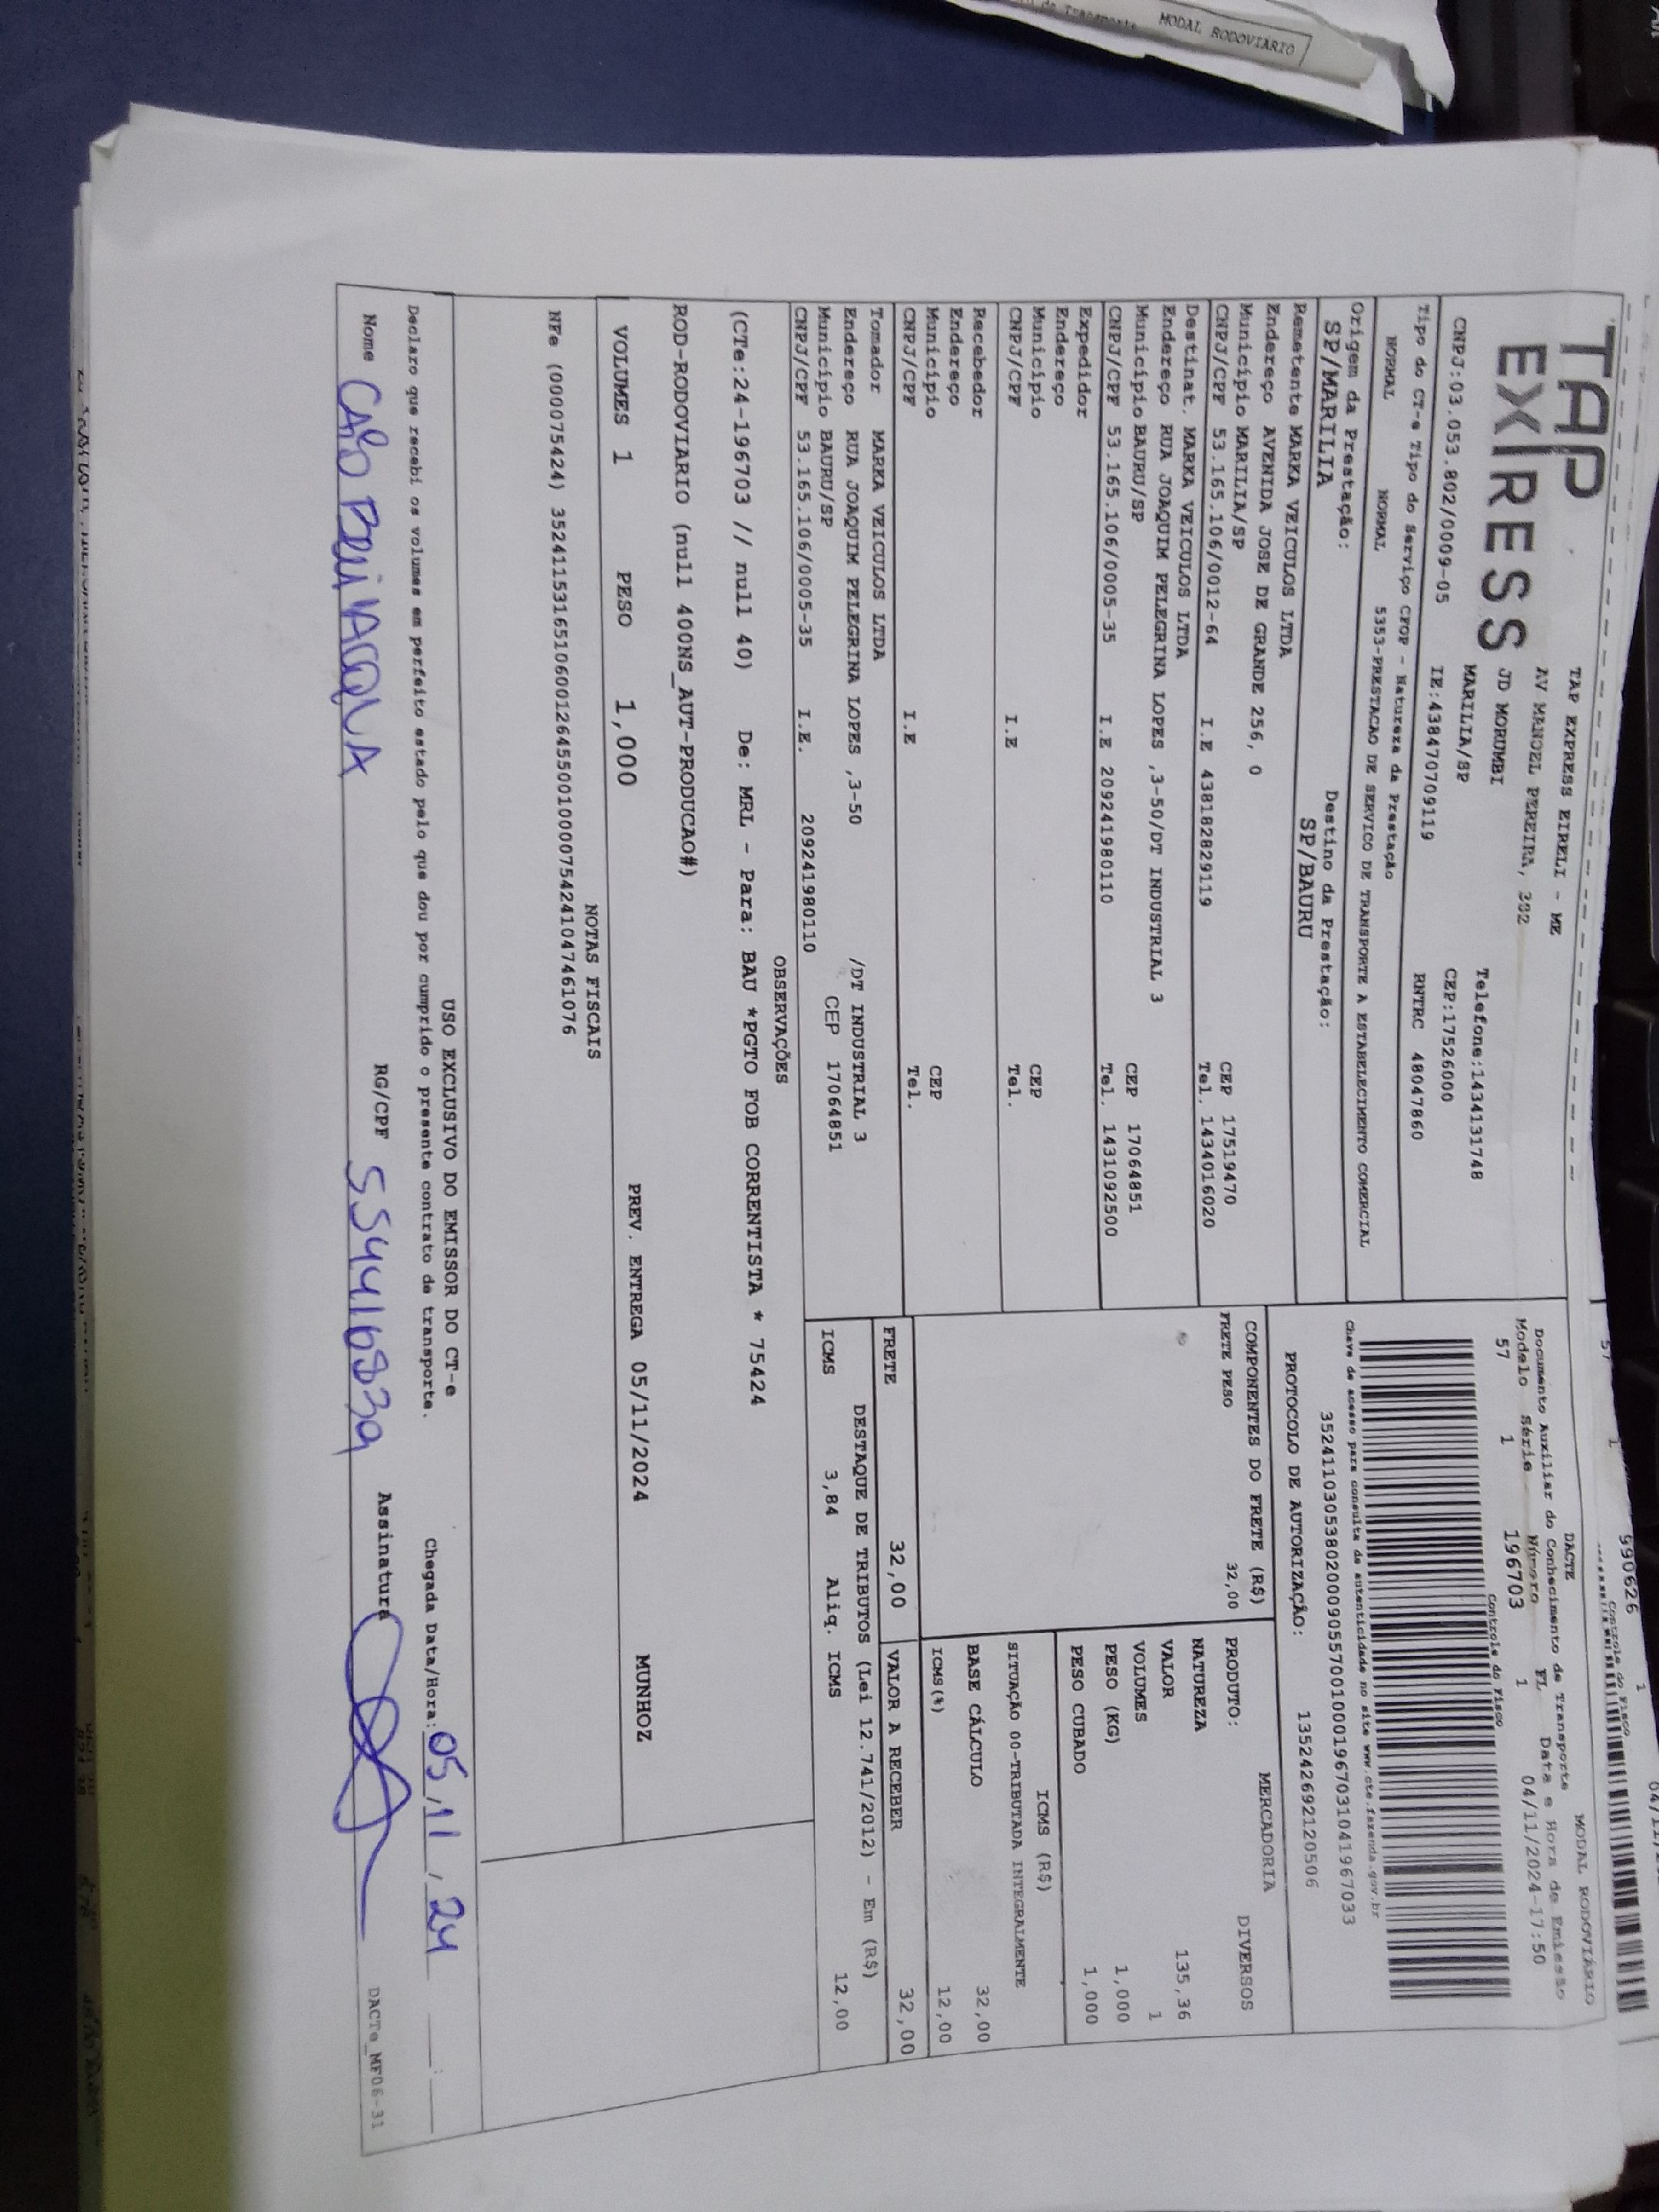 MODAL RODOVIÁRIO
TAP
EXPRESS
TAP EXPRESS EIRELI - ME
AV MANOEL PEREIRA, 302
JD MORUMBI
MARILIA/SP
Telefone:1434131748
CEP:17526000
CNPJ:03.053.802/0009-05
IE:438470709119
RNTRC 48047860
Tipo do CT-e Tipo do Serviço CFOP - Natureza da Prestação
NORMAL NORMAL 5353-PRESTACAO DE SERVICO DE TRANSPORTE A ESTABELECIMENTO COMERCIAL
Origem da Prestação: Destino da Prestação:
SP/MARILIA SP/BAURU
Remetente MARKA VEICULOS LTDA
Endereço AVENIDA JOSE DE GRANDE 256, 0
Município MARILIA/SP CEP 17519470
CNPJ/CPF 53.165.106/0012-64 I.E 438182829119 Tel. 1434016020
Destinat. MARKA VEICULOS LTDA
Endereço RUA JOAQUIM PELEGRINA LOPES ,3-50/DT INDUSTRIAL 3
Município BAURU/SP CEP 17064851
CNPJ/CPF 53.165.106/0005-35 I.E 209241980110 Tel. 1431092500
Expedidor
Endereço
Município CEP
CNPJ/CPF I.E Tel.
Recebedor
Endereço
Município CEP
CNPJ/CPF I.E Tel.
Tomador MARKA VEICULOS LTDA
Endereço RUA JOAQUIM PELEGRINA LOPES ,3-50 /DT INDUSTRIAL 3
Município BAURU/SP CEP 17064851
CNPJ/CPF 53.165.106/0005-35 I.E. 209241980110
990626
DACTE MODAL RODOVIÁRIO
Documento Auxiliar do Conhecimento de Transporte
Modelo Série Número FL Data e Hora de Emissão
57 1 196703 1 04/11/2024-17:50
Controle do Fisco
Chave de acesso para consulta de autenticidade no site www.cte.fazenda.gov.br
35241103053802000905570010001967031041967033
PROTOCOLO DE AUTORIZAÇÃO: 135242692120506
COMPONENTES DO FRETE (R$)
FRETE PESO 32,00
PRODUTO: MERCADORIA
NATUREZA DIVERSOS
VALOR 135,36
VOLUMES 1
PESO (KG) 1,000
PESO CUBADO 1,000
ICMS (R$)
SITUAÇÃO 00-TRIBUTADA INTEGRALMENTE
BASE CÁLCULO 32,00
ICMS(%) 12,00
FRETE 32,00 VALOR A RECEBER 32,00
DESTAQUE DE TRIBUTOS (Lei 12.741/2012) - Em (R$)
ICMS 3,84 Aliq. ICMS 12,00
OBSERVAÇÕES
(CTe:24-196703 // null 40) De: MRL - Para: BAU *PGTO FOB CORRENTISTA * 75424
ROD-RODOVIARIO (null 400NS_AUT-PRODUCAO#)
VOLUMES 1 PESO 1,000 PREV. ENTREGA 05/11/2024 MUNHOZ
NOTAS FISCAIS
NFe (000075424) 35241153165106001264550010000754241047461076
USO EXCLUSIVO DO EMISSOR DO CT-e
Declaro que recebi os volumes em perfeito estado pelo que dou por cumprido o presente contrato de transporte. Chegada Data/Hora: 05/11/24
Nome RG/CPF Assinatura
DACTe_MF06-31